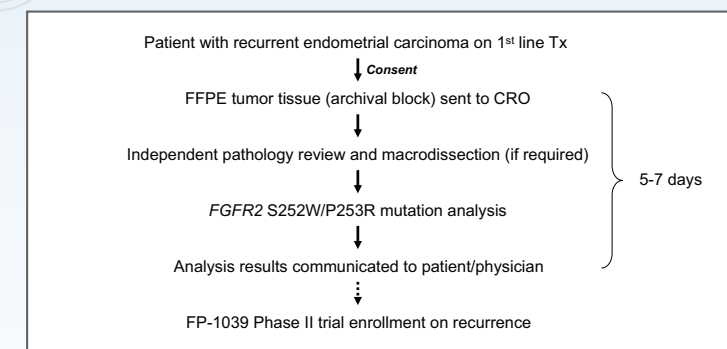 Patient with recurrent endometrial carcinoma on 1st line Tx
Consent
FFPE tumor tissue (archival block) sent to CRO
Independent pathology review and macrodissection (if required)
5-7 days
FGFR2 S252W/P253R mutation analysis
Analysis results communicated to patient/physician
FP-1039 Phase II trial enrollment on recurrence